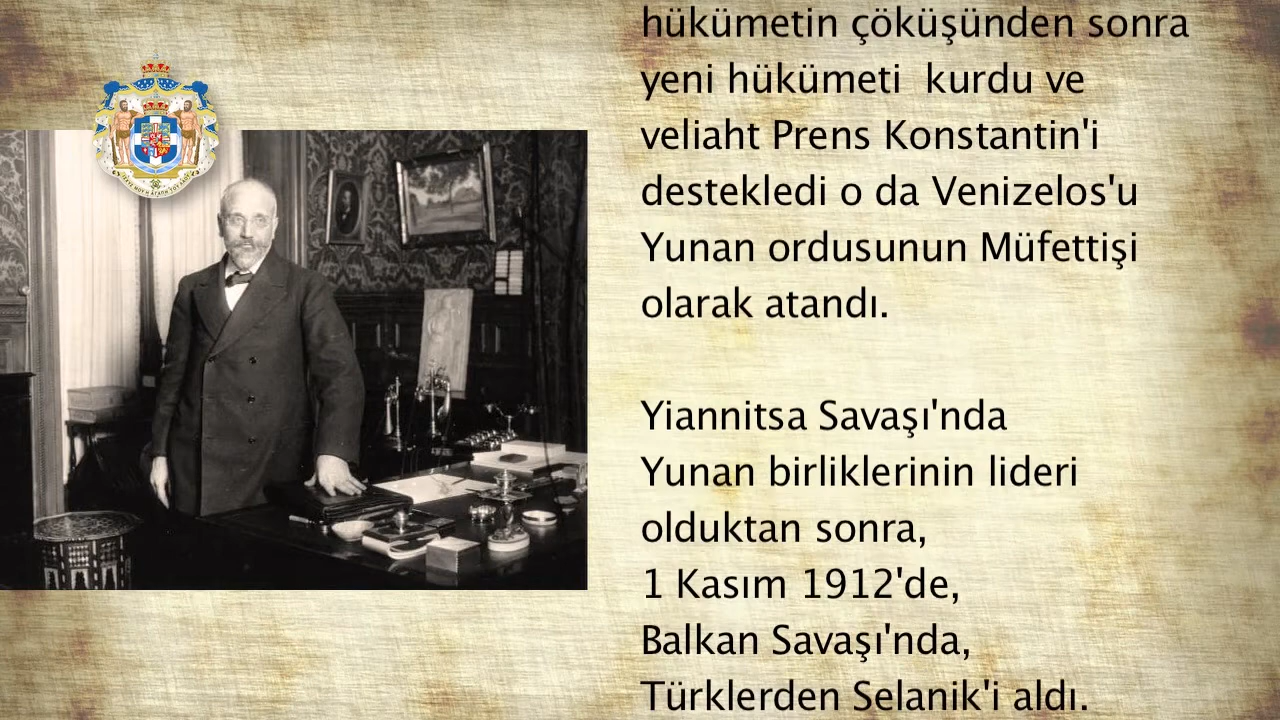 hükümetin çöküşünden sonra
yeni hükümeti kurdu ve
veliaht Prens Konstantin'i
destekledi o da Venizelos'u
Yunan ordusunun Müfettişi
olarak atandı.
Yiannitsa Savaşı'nda
Yunan birliklerinin lideri
olduktan sonra,
1 Kasım 1912'de,
Balkan Savaşı'nda,
Türklerden Selanik'i aldı.